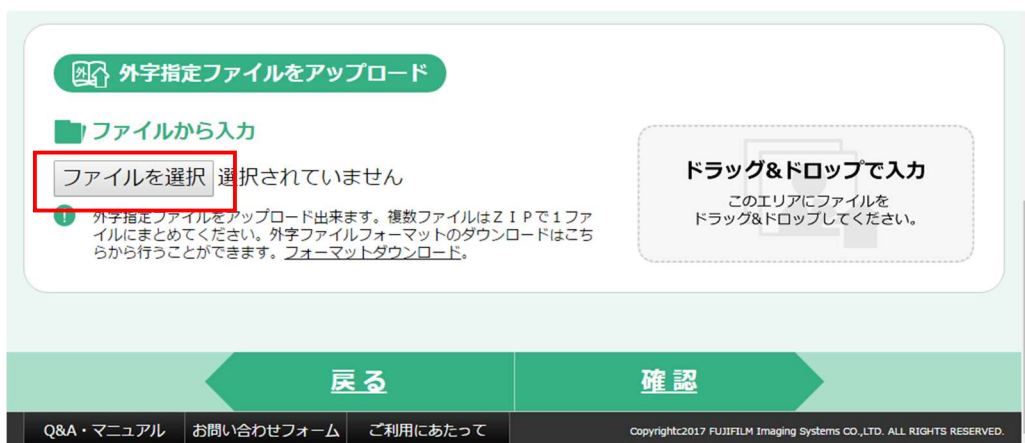 外 外字指定ファイルをアップロード
ファイルから入力
ファイルを選択 選択されていません
! 外字指定ファイルをアップロード出来ます。複数ファイルはＺＩＰで１ファ
イルにまとめてください。外字ファイルフォーマットのダウンロードはこち
らから行うことができます。フォーマットダウンロード。
ドラッグ&ドロップで入力
このエリアにファイルを
ドラッグ&ドロップしてください。
戻る
確認
Q&A・マニュアル
お問い合わせフォーム
ご利用にあたって
Copyrightc2017 FUJIFILM Imaging Systems CO.,LTD. ALL RIGHTS RESERVED.